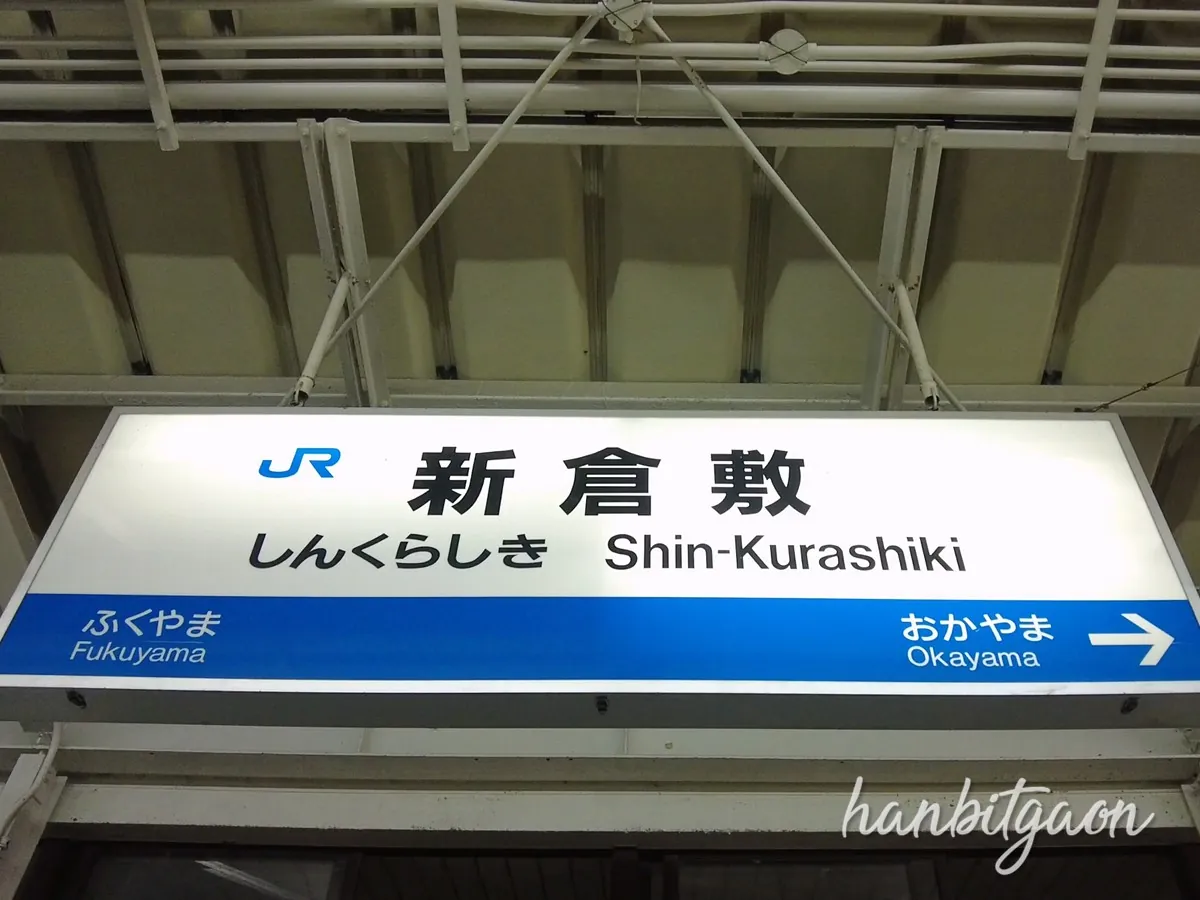 JR 新倉敷
しんくらしき Shin-Kurashiki
ふくやま おかやま →
Fukuyama Okayama
hanbitgaon